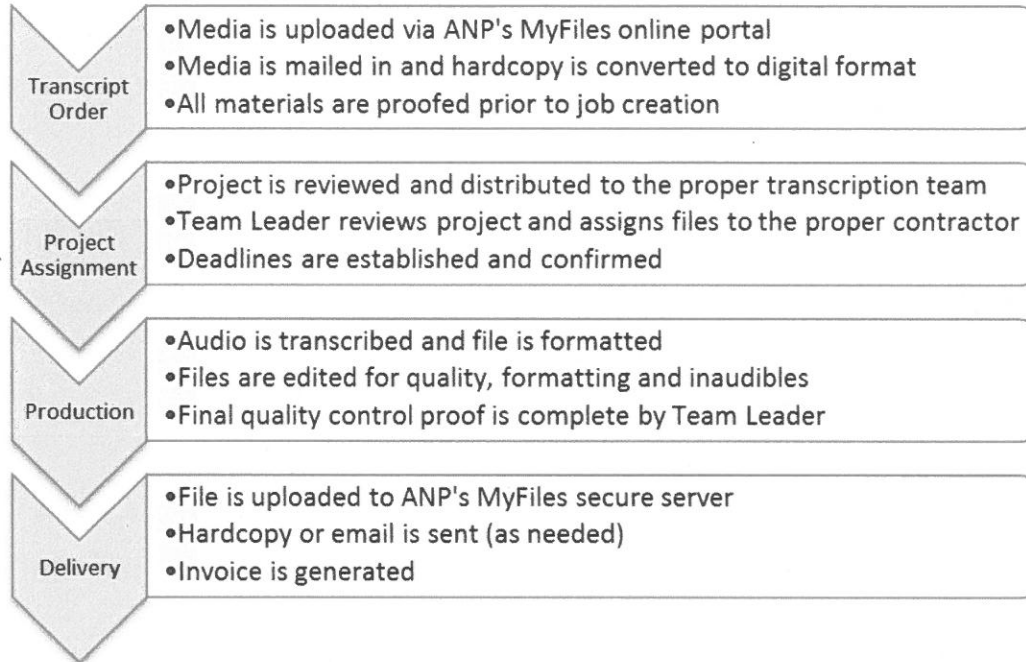 Transcript
Order
•Media is uploaded via ANP's MyFiles online portal
•Media is mailed in and hardcopy is converted to digital format
•All materials are proofed prior to job creation
Project
Assignment
•Project is reviewed and distributed to the proper transcription team
•Team Leader reviews project and assigns files to the proper contractor
•Deadlines are established and confirmed
Production
•Audio is transcribed and file is formatted
•Files are edited for quality, formatting and inaudibles
•Final quality control proof is complete by Team Leader
Delivery
•File is uploaded to ANP's MyFiles secure server
•Hardcopy or email is sent (as needed)
•Invoice is generated